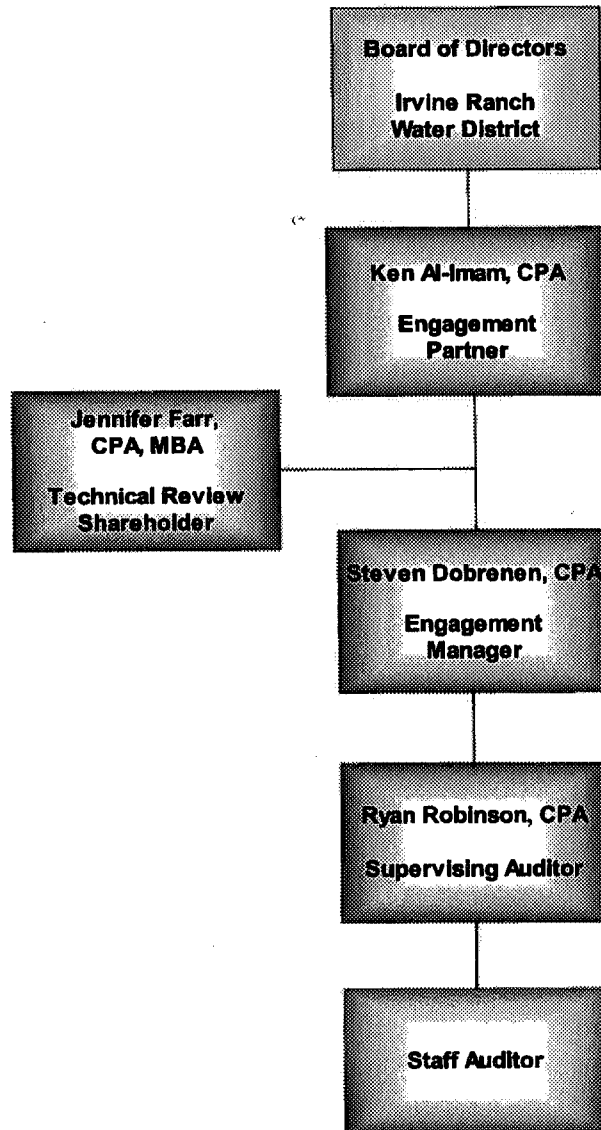 Board of Directors
Irvine Ranch
Water District
Ken Al-Imam, CPA
Engagement
Partner
Jennifer Farr,
CPA, MBA
Technical Review
Shareholder
Steven Dobrenen, CPA
Engagement
Manager
Ryan Robinson, CPA
Supervising Auditor
Staff Auditor